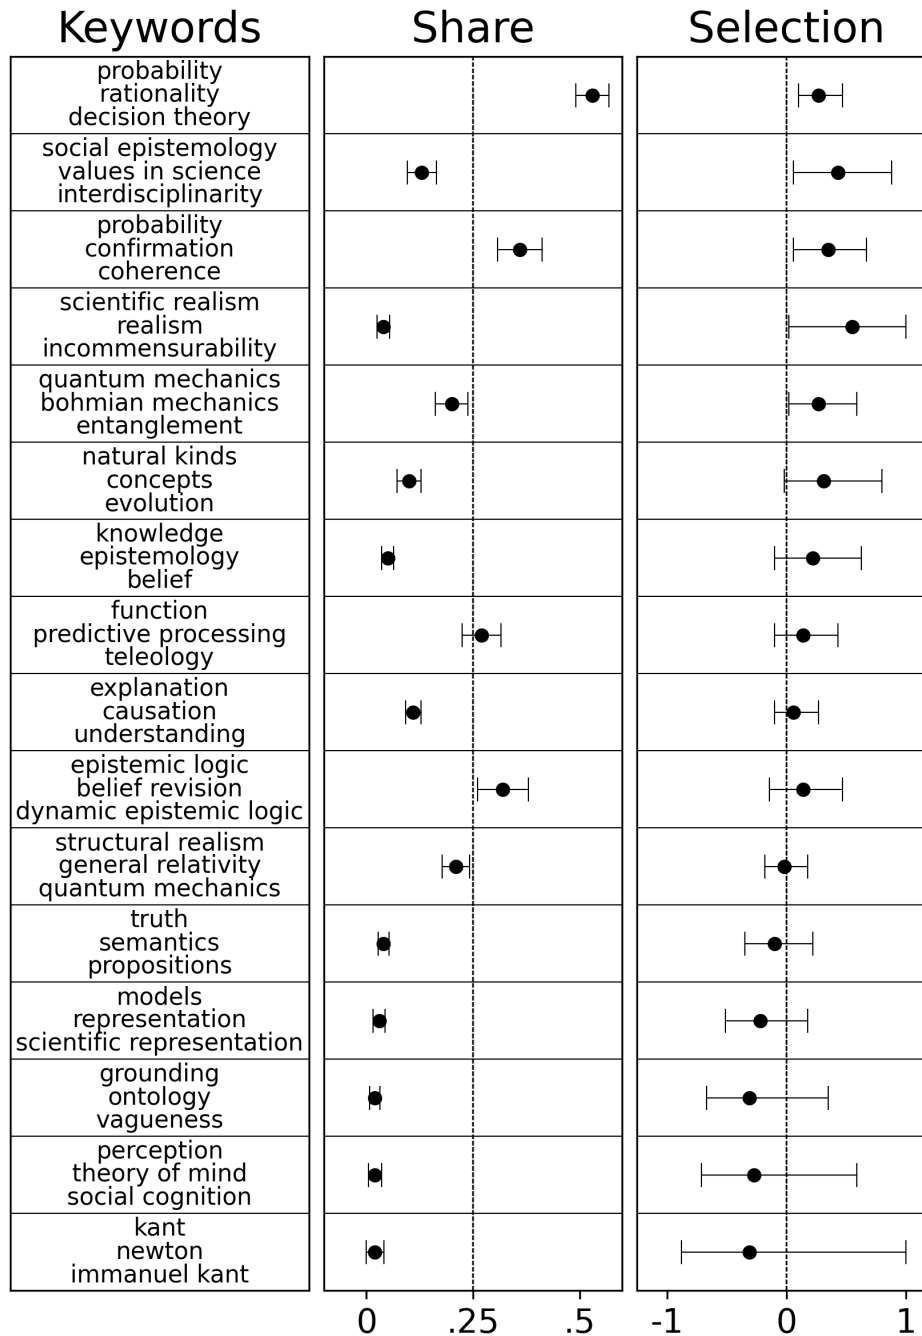 Keywords Share Selection
probability
rationality
decision theory
social epistemology
values in science
interdisciplinarity
probability
confirmation
coherence
scientific realism
realism
incommensurability
quantum mechanics
bohmian mechanics
entanglement
natural kinds
concepts
evolution
knowledge
epistemology
belief
function
predictive processing
teleology
explanation
causation
understanding
epistemic logic
belief revision
dynamic epistemic logic
structural realism
general relativity
quantum mechanics
truth
semantics
propositions
models
representation
scientific representation
grounding
ontology
vagueness
perception
theory of mind
social cognition
kant
newton
immanuel kant
0 .25 .5 -1 0 1